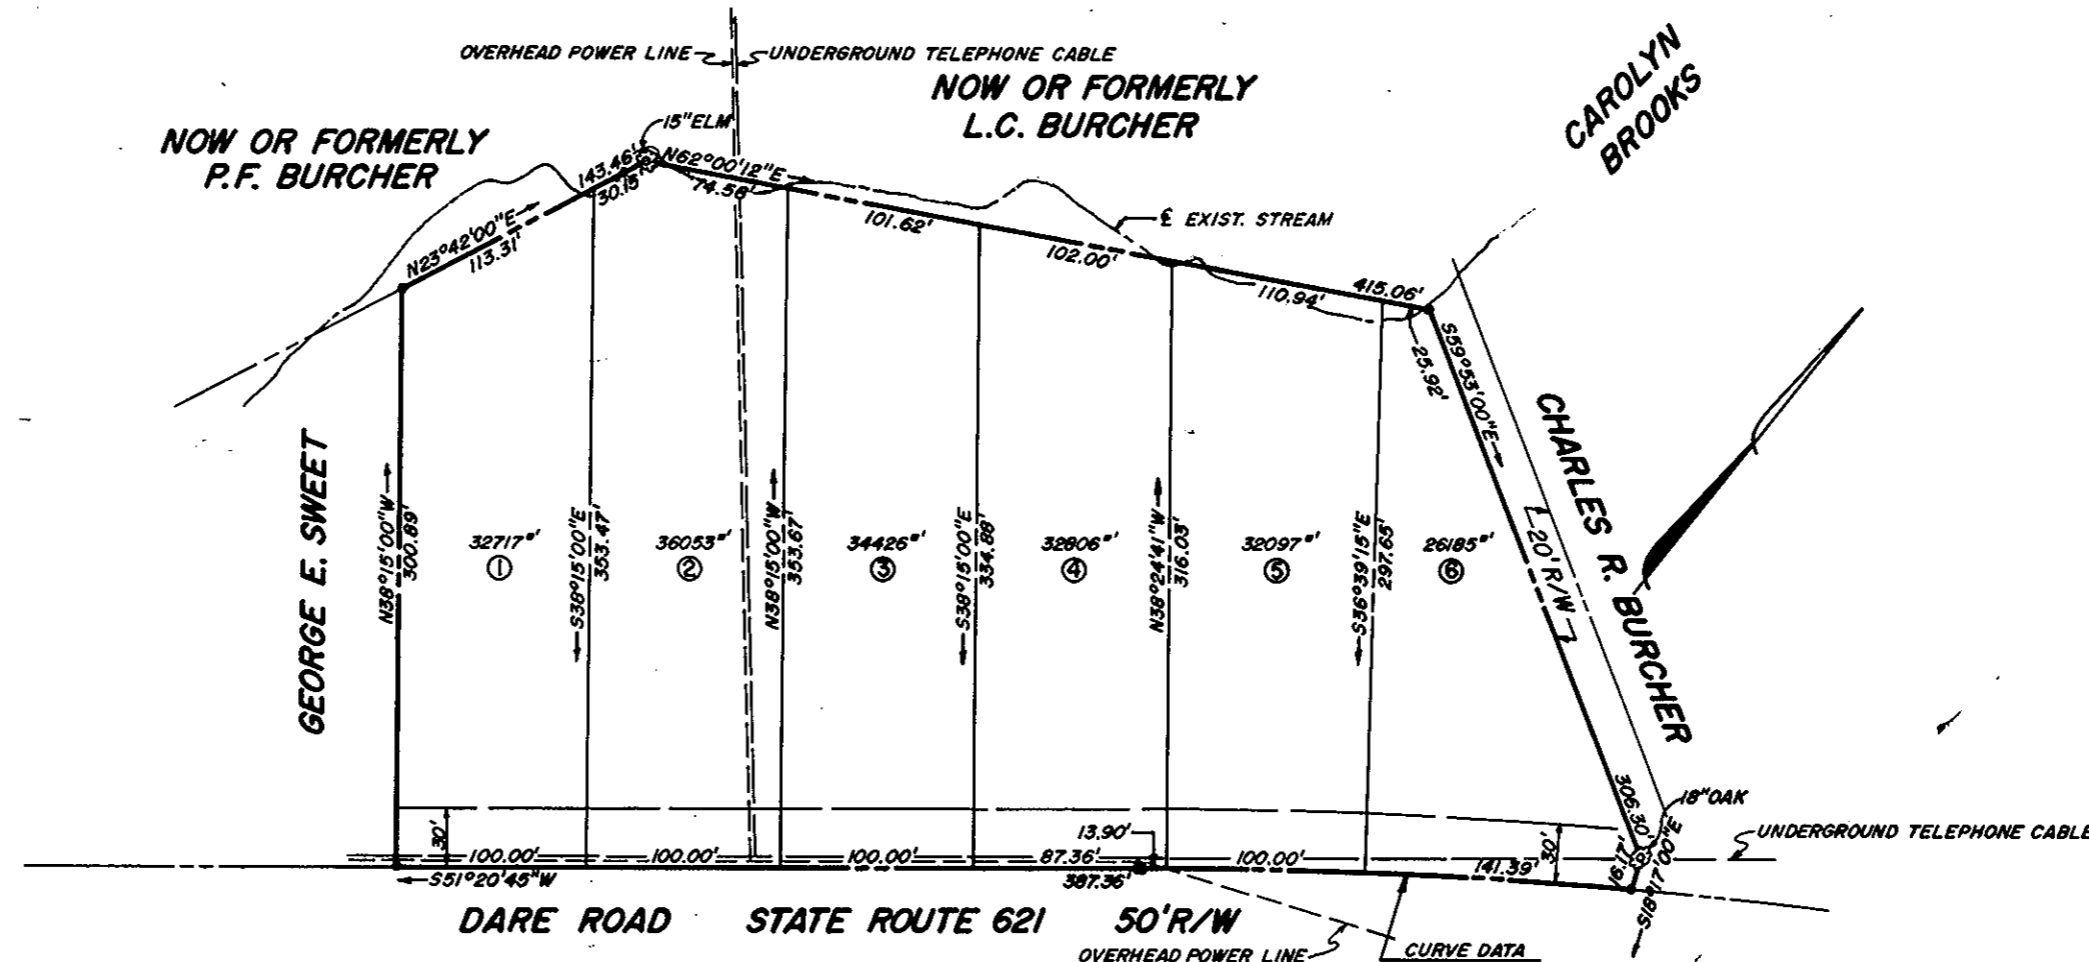 OVERHEAD POWER LINE
UNDERGROUND TELEPHONE CABLE
NOW OR FORMERLY
L.C. BURCHER
CAROLYN
BROOKS
NOW OR FORMERLY
P.F. BURCHER
15"ELM
143.46'
30.15'
N62°00'12"E
74.58'
N23°42'00"E
113.31'
101.62'
℄ EXIST. STREAM
102.00'
110.94'
415.06'
25.92'
S59°53'00"E
GEORGE E. SWEET
N38°15'00"W
300.89'
S38°15'00"E
353.47'
N38°15'00"W
353.67'
S38°15'00"E
334.88'
N38°24'41"W
316.03'
S36°39'15"E
297.65'
32717
36053
34426
32806
32097
26185
1
2
3
4
5
6
20' R/W
CHARLES R. BURCHER
306.30'
18"OAK
UNDERGROUND TELEPHONE CABLE
30'
100.00'
100.00'
100.00'
13.90'
87.36'
100.00'
141.39'
30'
16.17'
S18°17'00"E
S51°20'45"W
387.36'
DARE ROAD STATE ROUTE 621 50'R/W
OVERHEAD POWER LINE
CURVE DATA